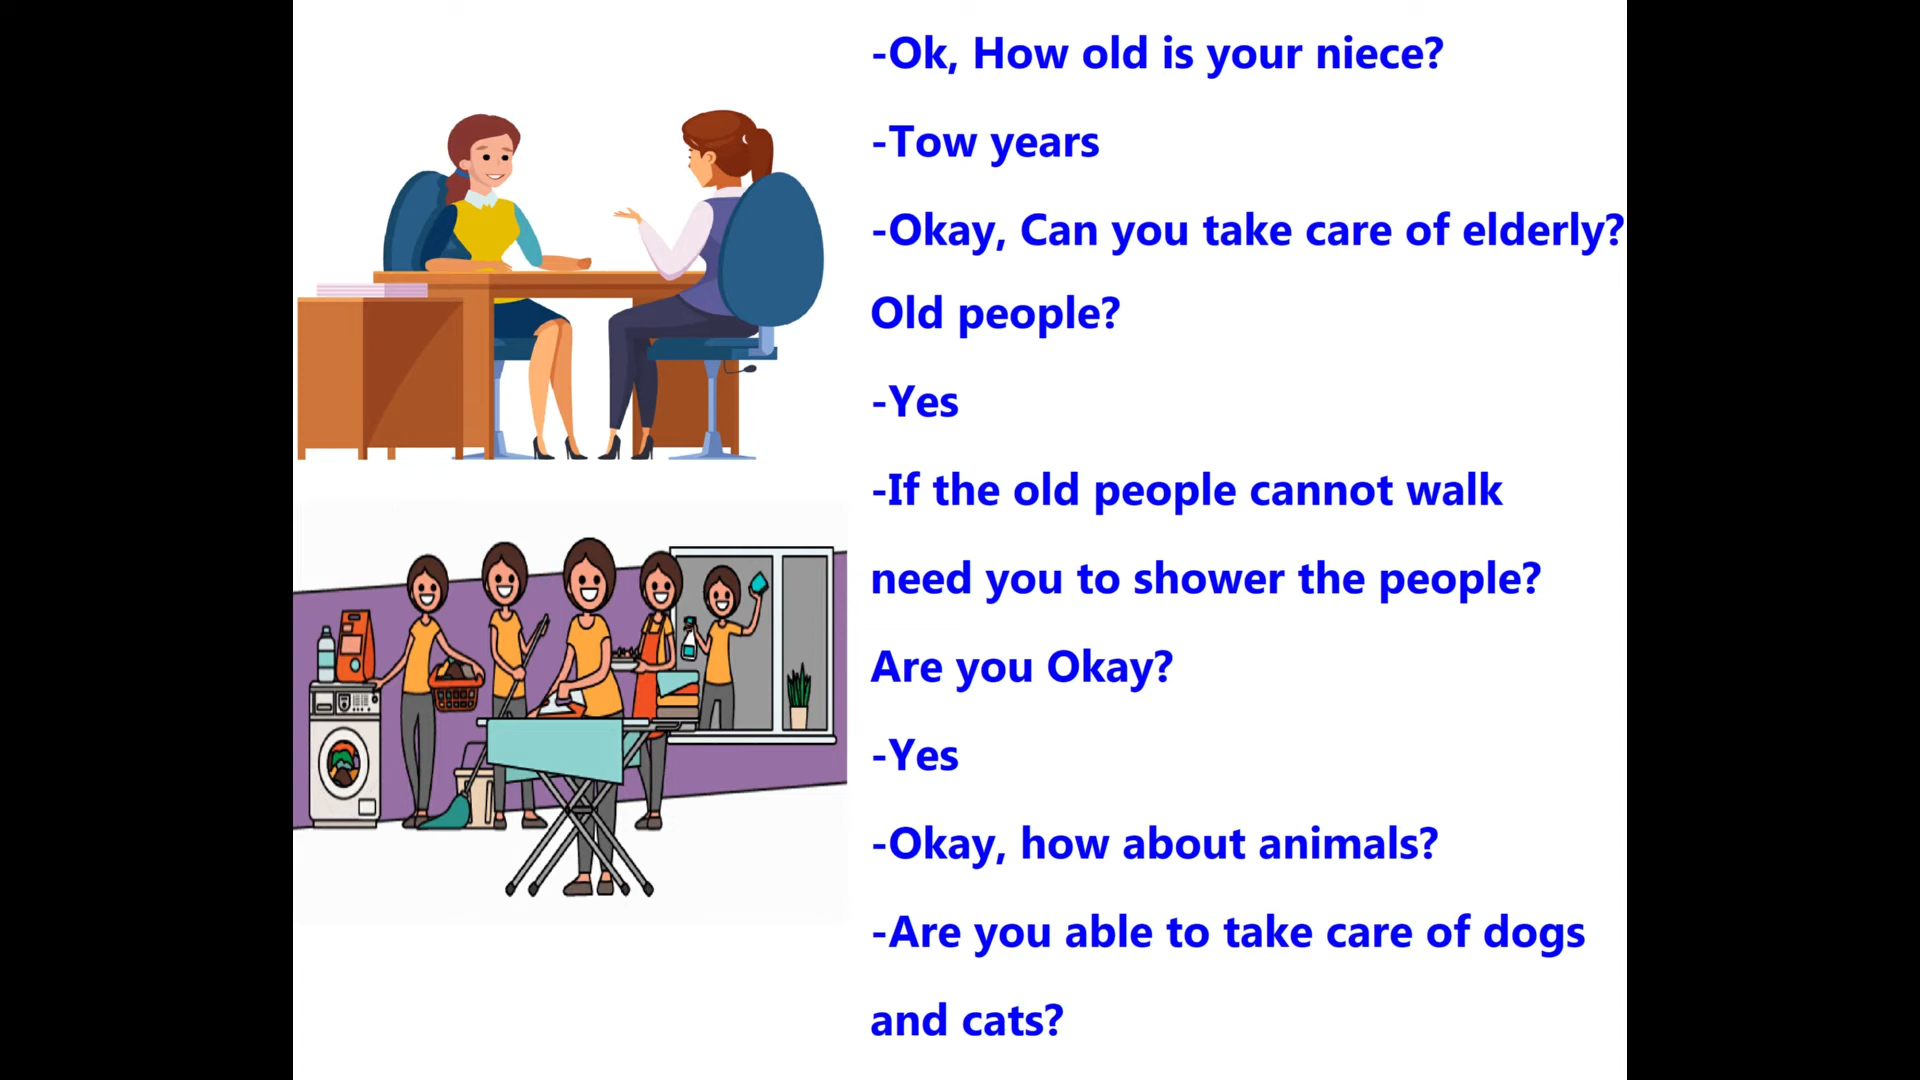 -Ok, How old is your niece?
-Tow years
-Okay, Can you take care of elderly?
Old people?
-Yes
-If the old people cannot walk
need you to shower the people?
Are you Okay?
-Yes
-Okay, how about animals?
-Are you able to take care of dogs
and cats?